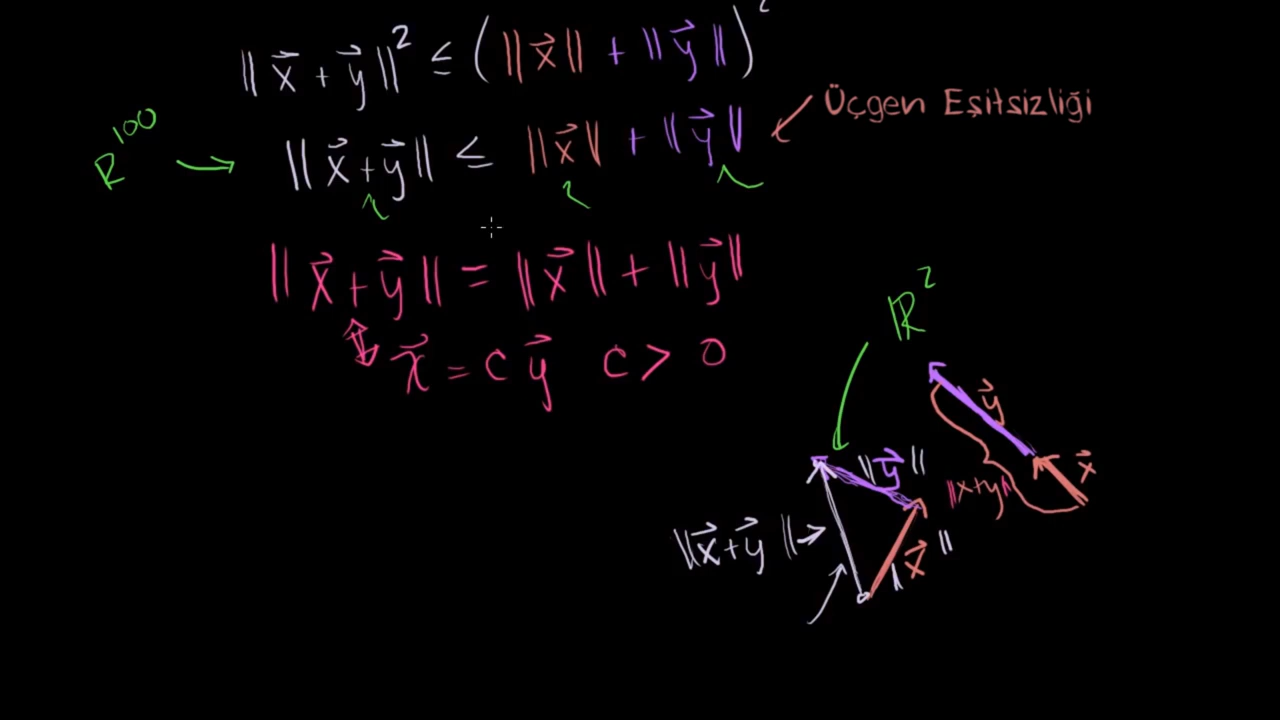 ‖x⃗ + y⃗‖² ≤ (‖x⃗‖ + ‖y⃗‖)²
Üçgen Eşitsizliği
R¹⁰⁰ → ‖x⃗ + y⃗‖ ≤ ‖x⃗‖ + ‖y⃗‖
‖x⃗ + y⃗‖ = ‖x⃗‖ + ‖y⃗‖
x⃗ = c y⃗ c > 0
ℝ²
y⃗
x⃗
‖x+y‖
‖y⃗‖
‖x⃗+y⃗‖ →
‖x⃗‖